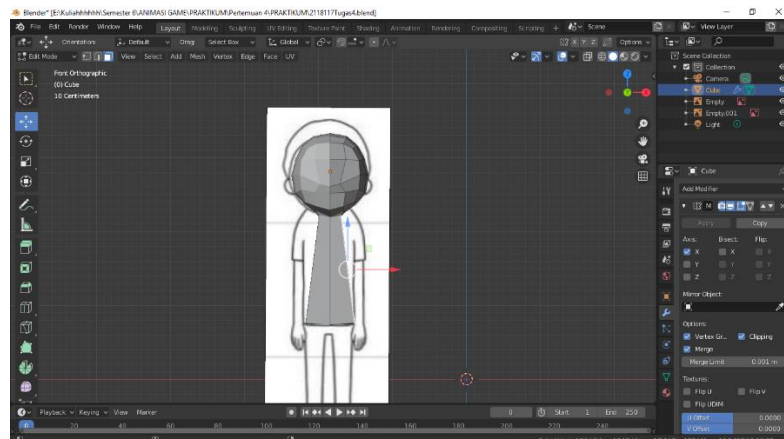 Blender* [E:\Kuliahhhhhh\Semester 6\ANIMASI GAME\PRAKTIKUM\Pertemuan 4\PRAKTIKUM\2118117Tugas4.blend]
File Edit Render Window Help Layout Modeling Sculpting UV Editing Texture Paint Shading Animation Rendering Compositing Scripting + Scene View Layer
Orientation: Default Drag Select Box Global X Y Z Options
Edit Mode View Select Add Mesh Vertex Edge Face UV
Front Orthographic
(0) Cube
10 Centimeters
Scene Collection
Collection
Camera
Cube
Empty
Empty.001
Light
Cube
Add Modifier
M
Apply Copy
Axis: Bisect: Flip:
X X X
Y Y Y
Z Z Z
Mirror Object:
Options:
Vertex Gr... Clipping
Merge
Merge Limit 0.001 m
Textures:
Flip U Flip V
Flip UDIM
U Offset 0.0000
V Offset 0.0000
Playback Keying View Marker 0 Start 1 End 250
0 20 40 60 80 100 120 140 160 180 200 220 240